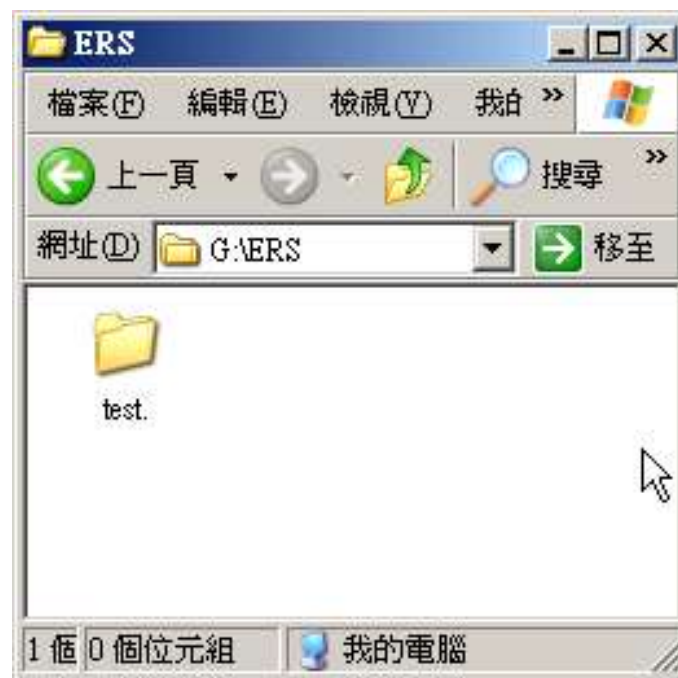 ERS
檔案(F) 編輯(E) 檢視(V) 我的 »
上一頁 搜尋 »
網址(D) G:\ERS 移至
test.
1 個 0 個位元組 我的電腦